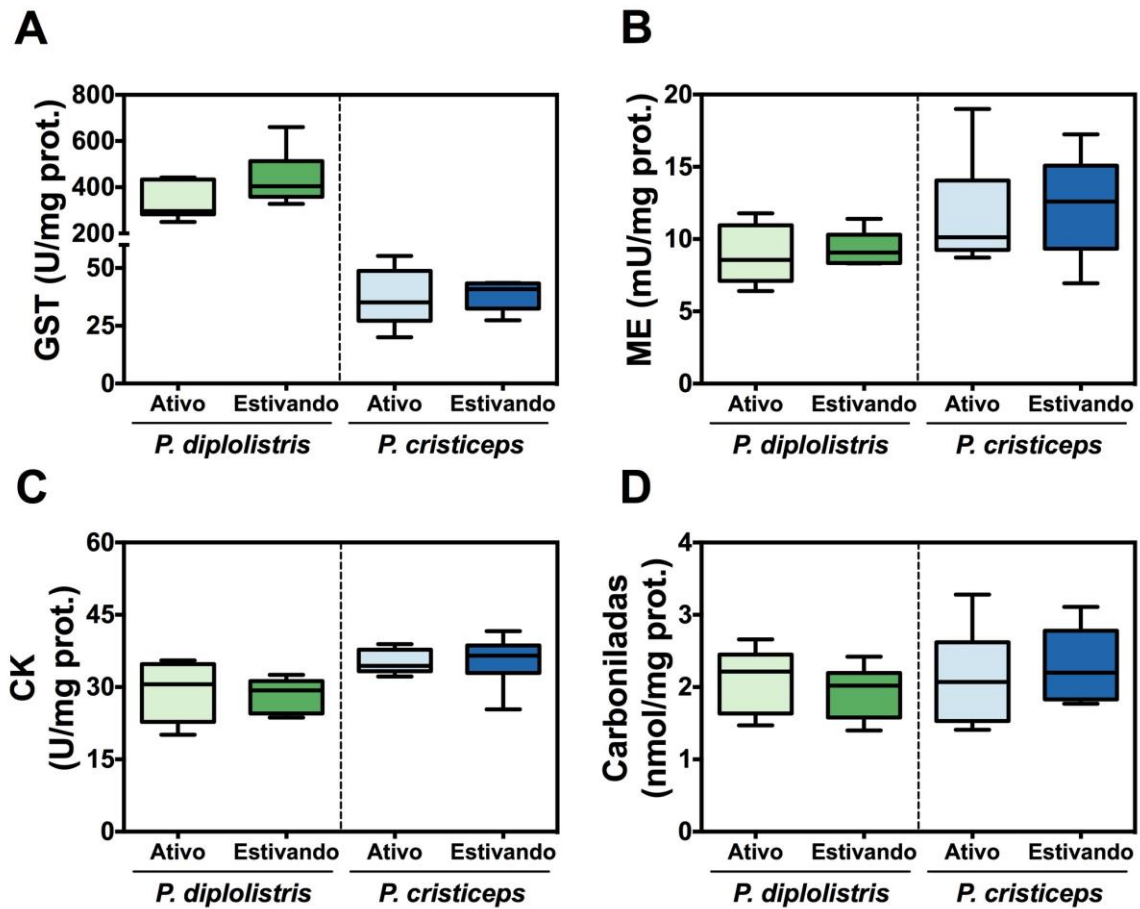 A
GST (U/mg prot.)
800
600
400
200
50
25
0
Ativo Estivando Ativo Estivando
P. diplolistris P. cristiceps
B
ME (mU/mg prot.)
20
15
10
5
0
Ativo Estivando Ativo Estivando
P. diplolistris P. cristiceps
C
CK
(U/mg prot.)
60
45
30
15
0
Ativo Estivando Ativo Estivando
P. diplolistris P. cristiceps
D
Carboniladas
(nmol/mg prot.)
4
3
2
1
0
Ativo Estivando Ativo Estivando
P. diplolistris P. cristiceps